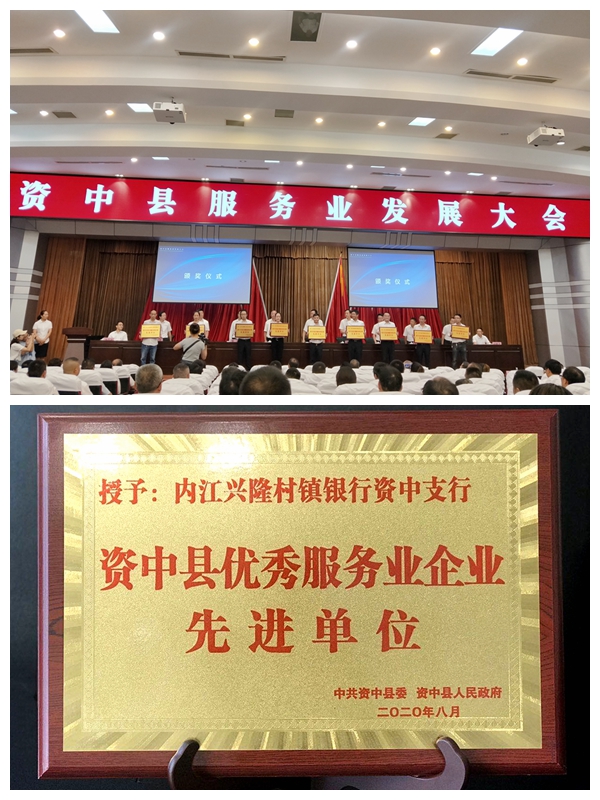 资中县服务业发展大会
颁奖仪式
颁奖仪式
授予：内江兴隆村镇银行资中支行
资中县优秀服务业企业
先进单位
中共资中县委 资中县人民政府
二〇二〇年八月